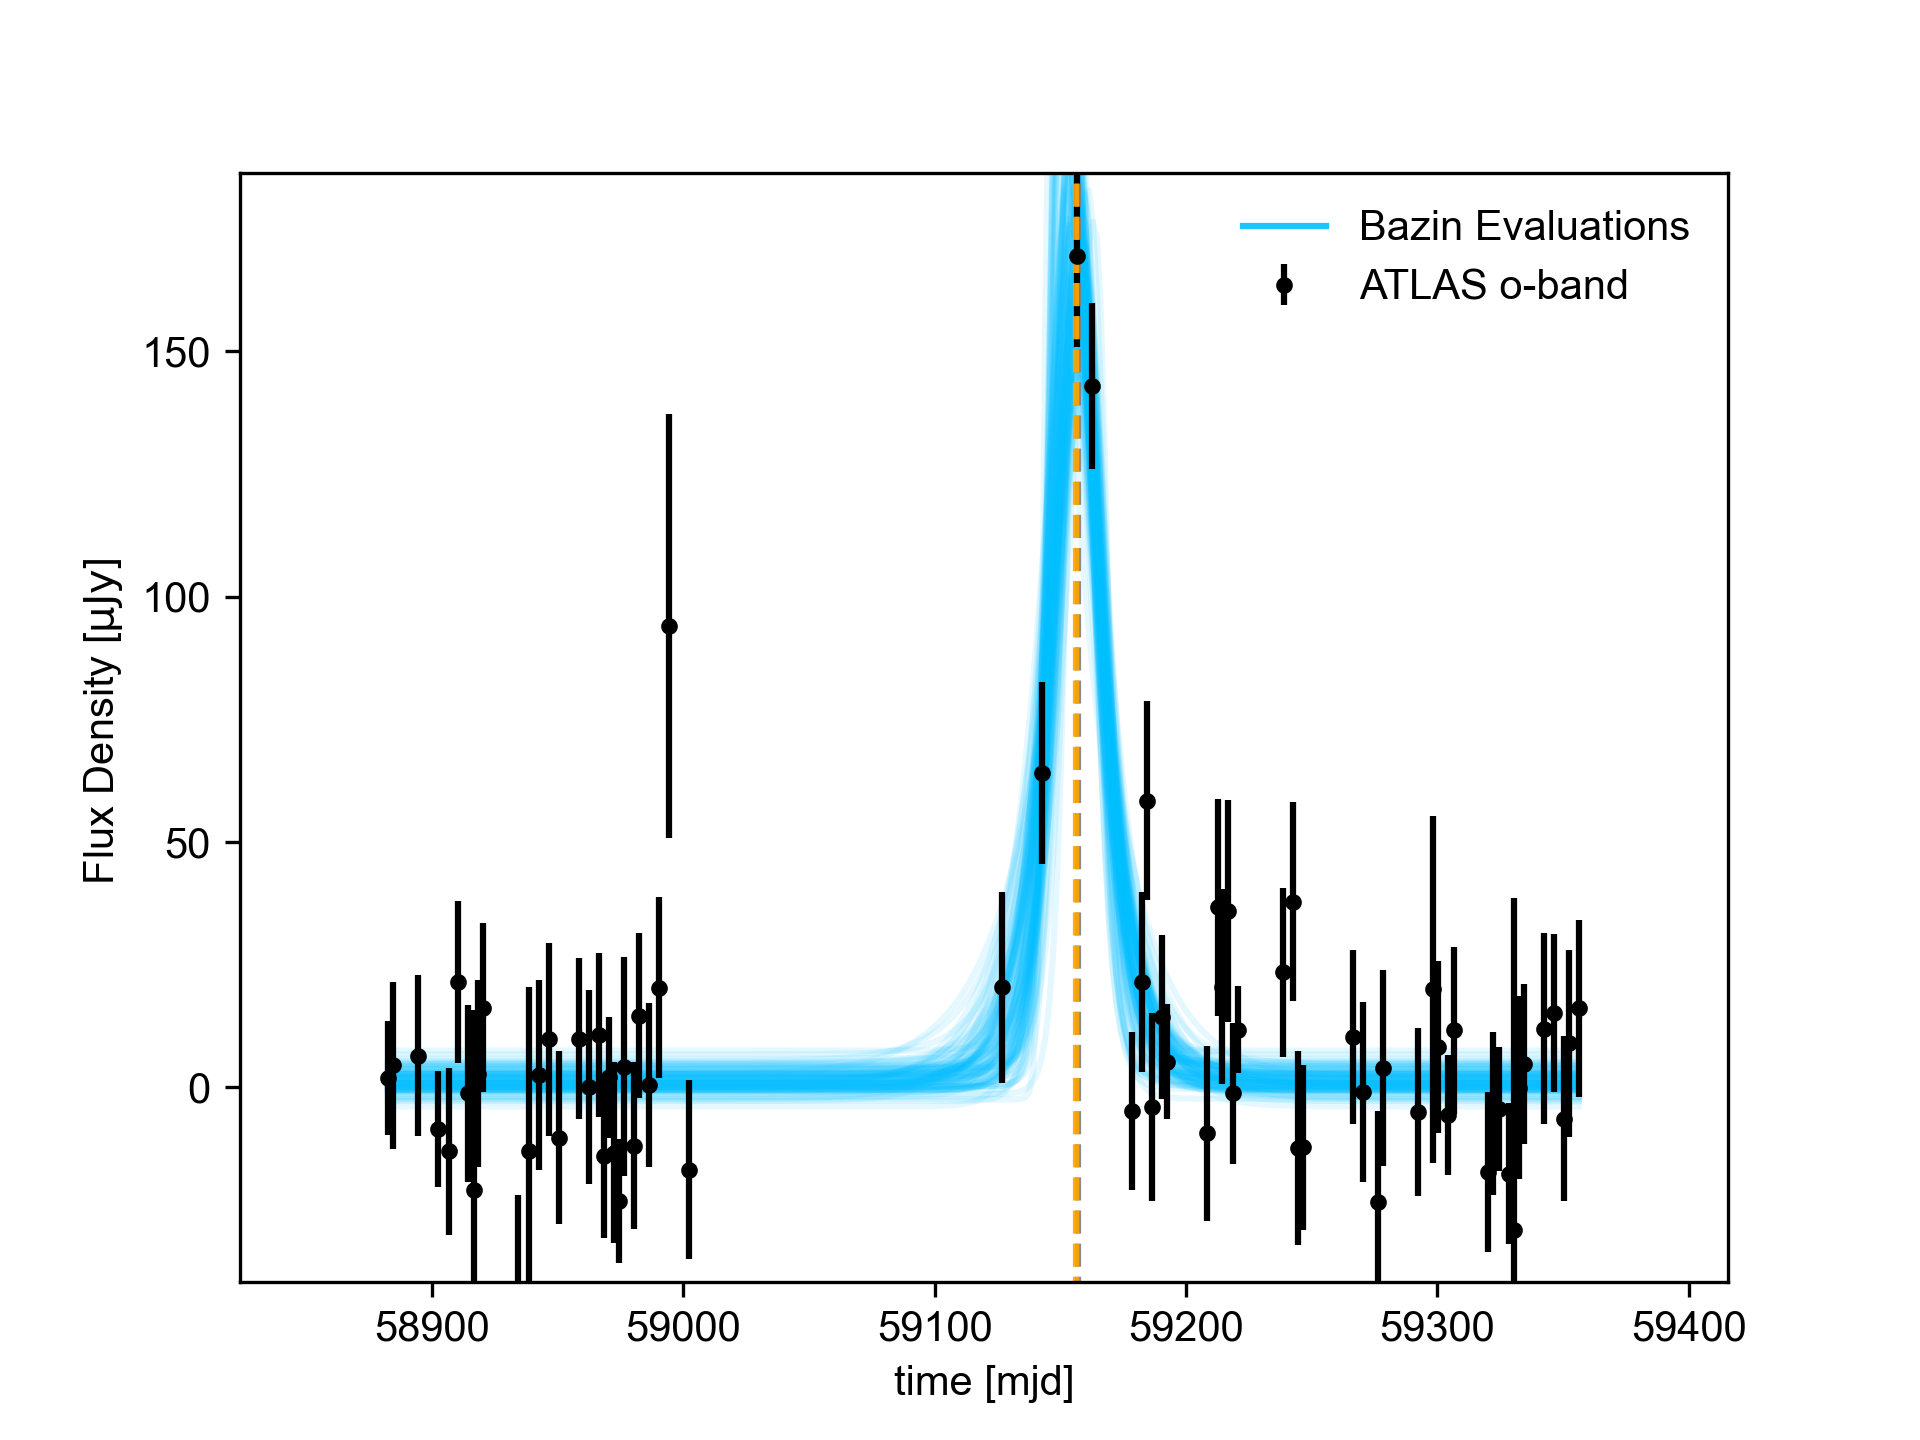 Bazin Evaluations
ATLAS o-band
150
100
50
0
Flux Density [µJy]
58900 59000 59100 59200 59300 59400
time [mjd]